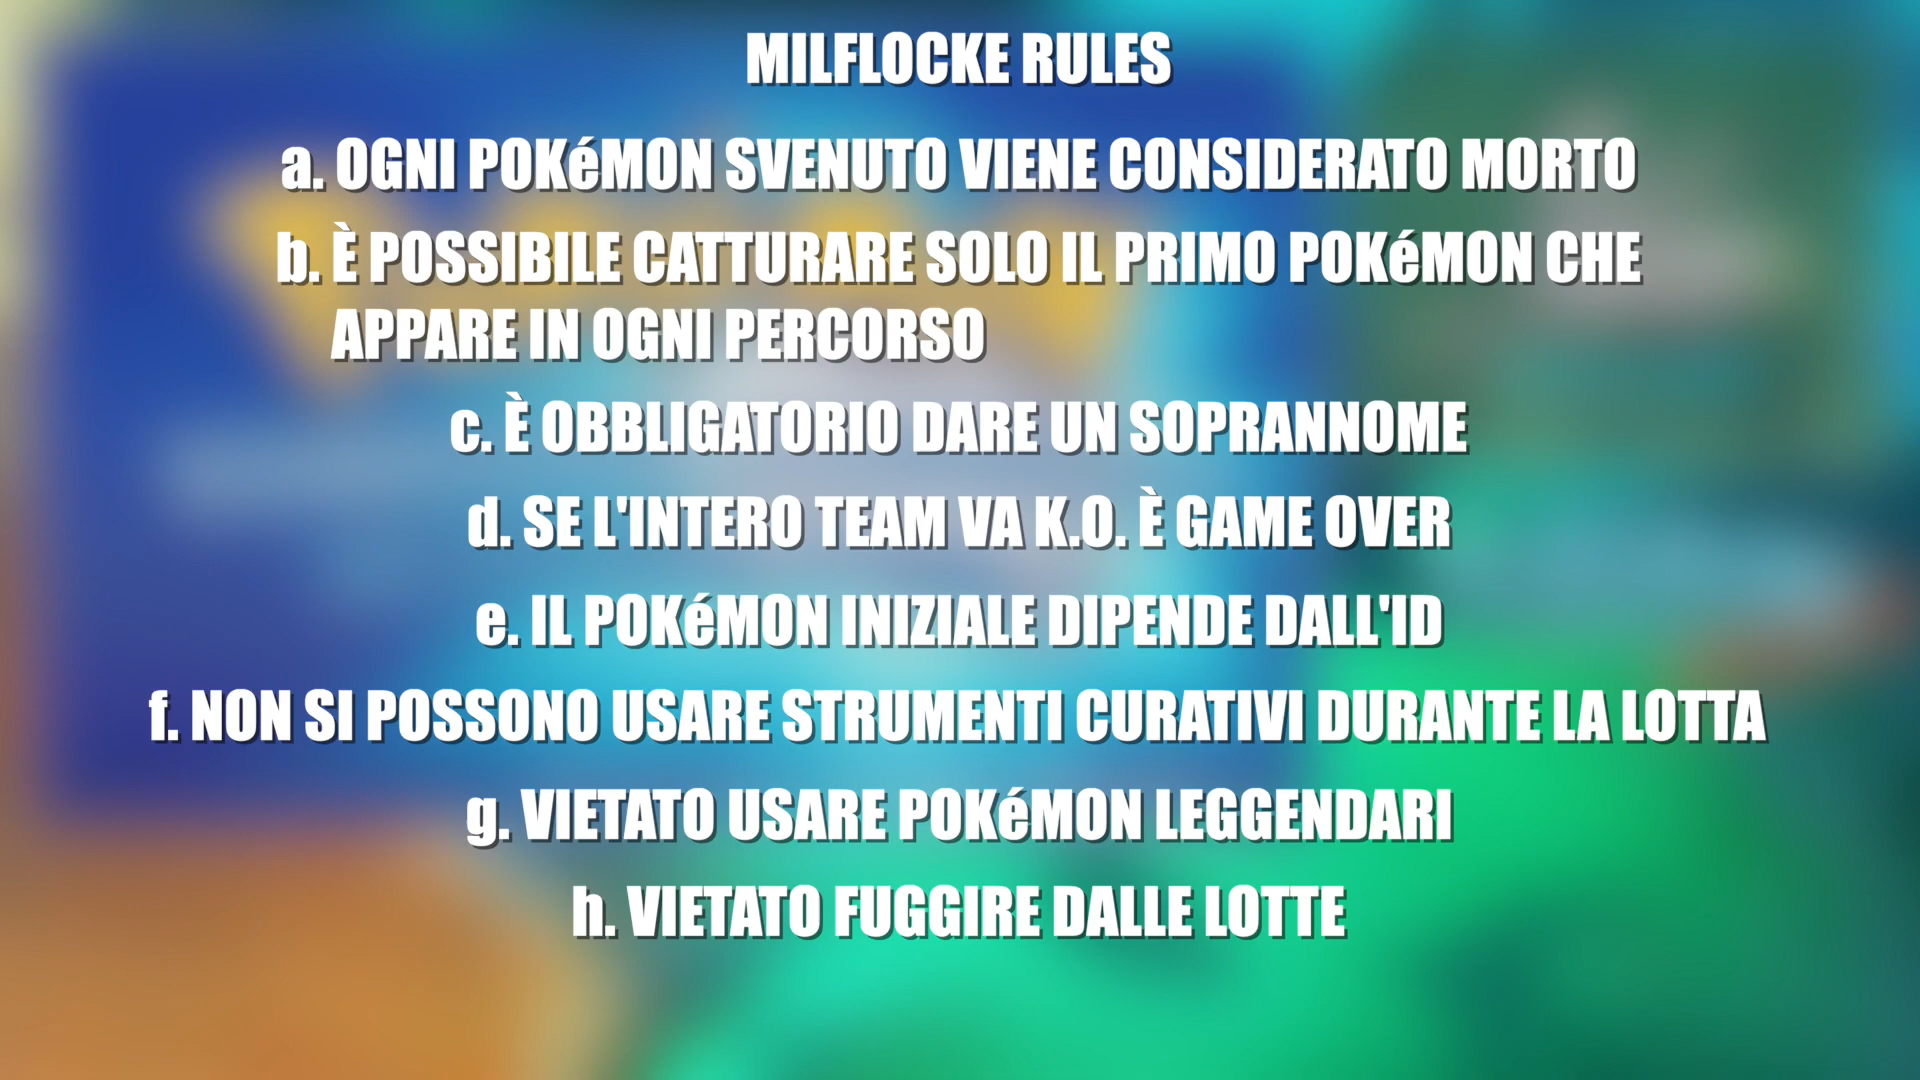 MILFLOCKE RULES
a. OGNI POKéMON SVENUTO VIENE CONSIDERATO MORTO
b. È POSSIBILE CATTURARE SOLO IL PRIMO POKéMON CHE
APPARE IN OGNI PERCORSO
c. È OBBLIGATORIO DARE UN SOPRANNOME
d. SE L'INTERO TEAM VA K.O. È GAME OVER
e. IL POKéMON INIZIALE DIPENDE DALL'ID
f. NON SI POSSONO USARE STRUMENTI CURATIVI DURANTE LA LOTTA
g. VIETATO USARE POKéMON LEGGENDARI
h. VIETATO FUGGIRE DALLE LOTTE